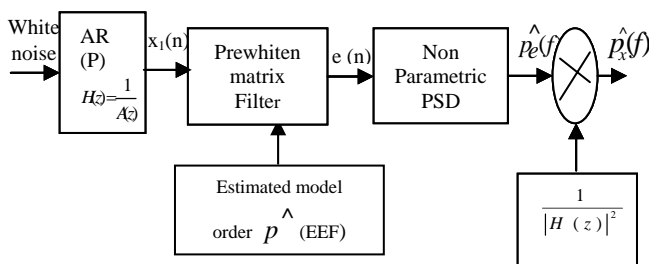 White
noise
AR
(P)
H(z)=1/A(z)
x₁(n)
Prewhiten
matrix
Filter
e (n)
Non
Parametric
PSD
p̂e(f)
p̂x(f)
Estimated model
order p^ (EEF)
1/|H (z)|²